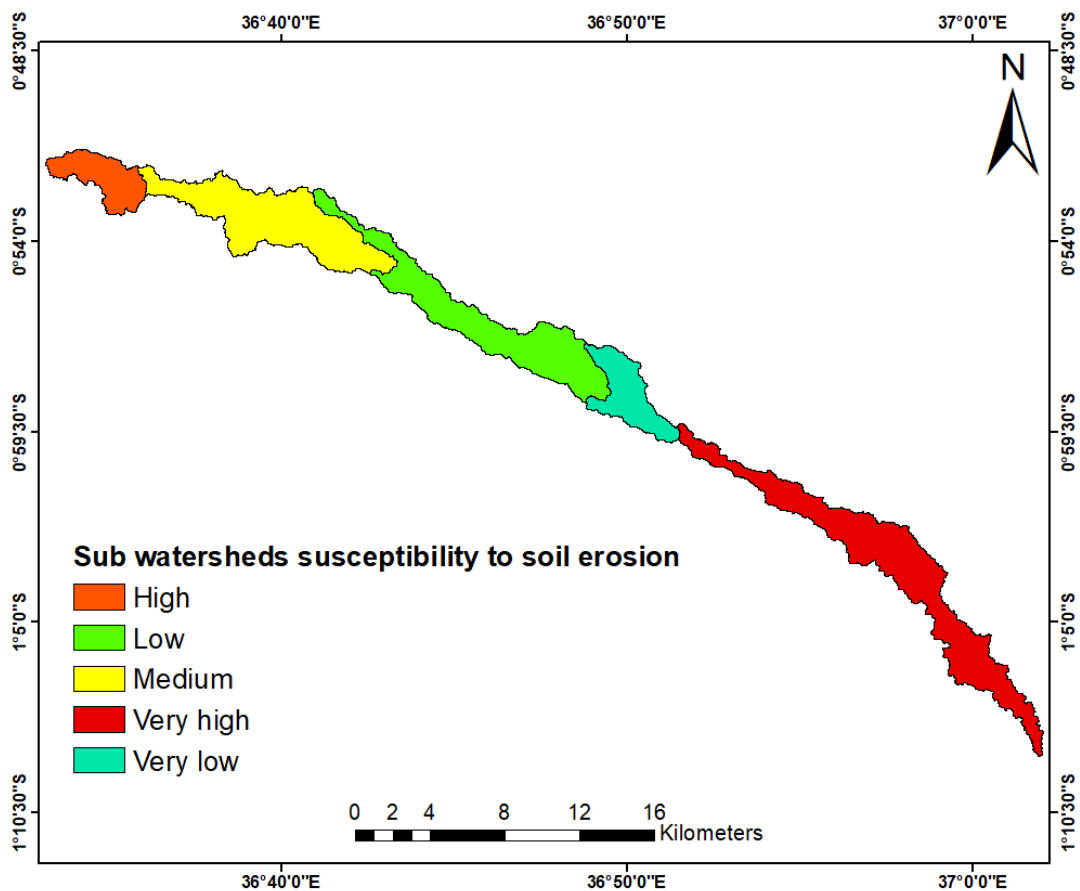 36°40'0"E 36°50'0"E 37°0'0"E
0°48'30"S 0°48'30"S
N
0°54'0"S 0°54'0"S
0°59'30"S 0°59'30"S
Sub watersheds susceptibility to soil erosion
High
Low
1°5'0"S 1°5'0"S
Medium
Very high
Very low
0 2 4 8 12 16
Kilometers
1°10'30"S 1°10'30"S
36°40'0"E 36°50'0"E 37°0'0"E